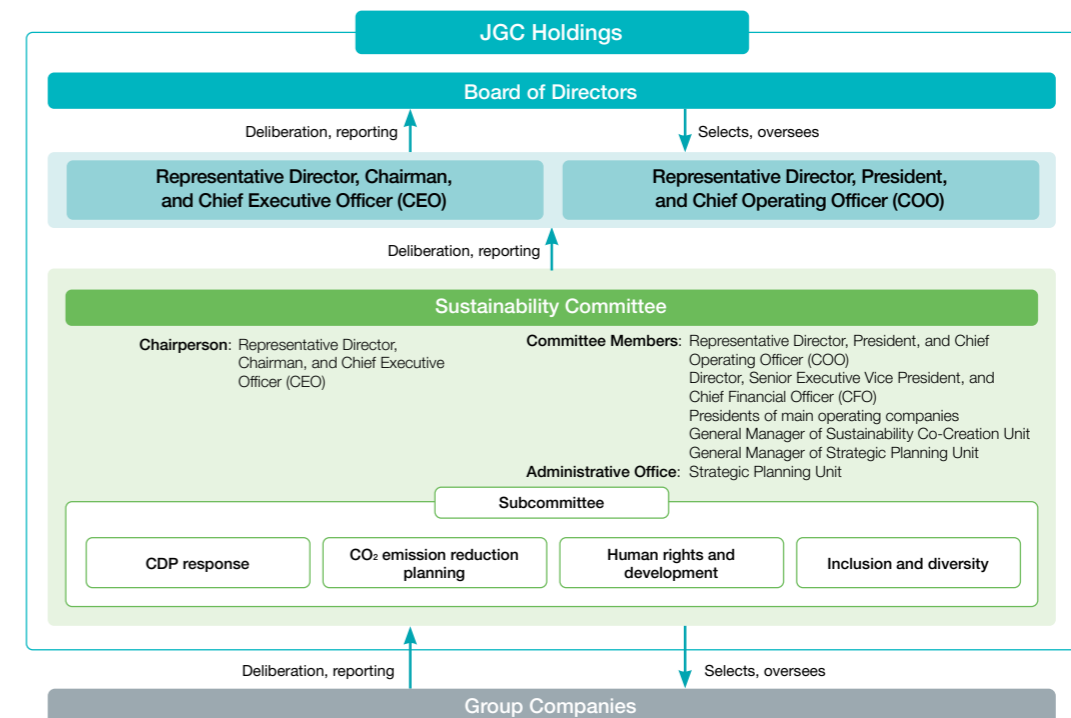 JGC Holdings
Board of Directors
Deliberation, reporting
Selects, oversees
Representative Director, Chairman,
and Chief Executive Officer (CEO)
Representative Director, President,
and Chief Operating Officer (COO)
Deliberation, reporting
Sustainability Committee
Chairperson: Representative Director,
Chairman, and Chief Executive
Officer (CEO)
Committee Members: Representative Director, President, and Chief
Operating Officer (COO)
Director, Senior Executive Vice President, and
Chief Financial Officer (CFO)
Presidents of main operating companies
General Manager of Sustainability Co-Creation Unit
General Manager of Strategic Planning Unit
Administrative Office: Strategic Planning Unit
Subcommittee
CDP response
CO₂ emission reduction
planning
Human rights and
development
Inclusion and diversity
Deliberation, reporting
Selects, oversees
Group Companies